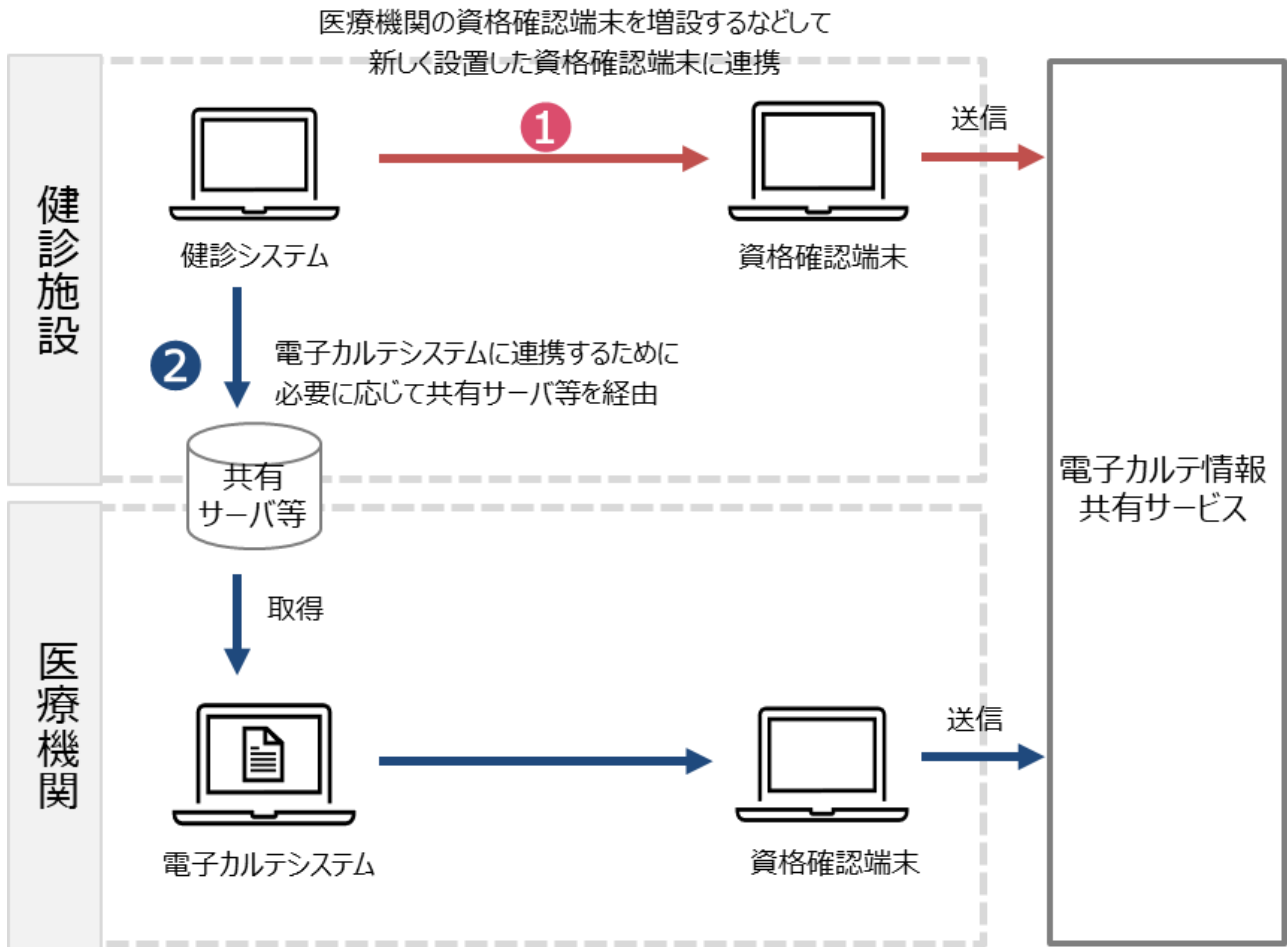 医療機関の資格確認端末を増設するなどして
新しく設置した資格確認端末に連携
健診施設
1
送信
健診システム
資格確認端末
2
電子カルテシステムに連携するために
必要に応じて共有サーバ等を経由
共有
サーバ等
電子カルテ情報
共有サービス
医療機関
取得
送信
電子カルテシステム
資格確認端末